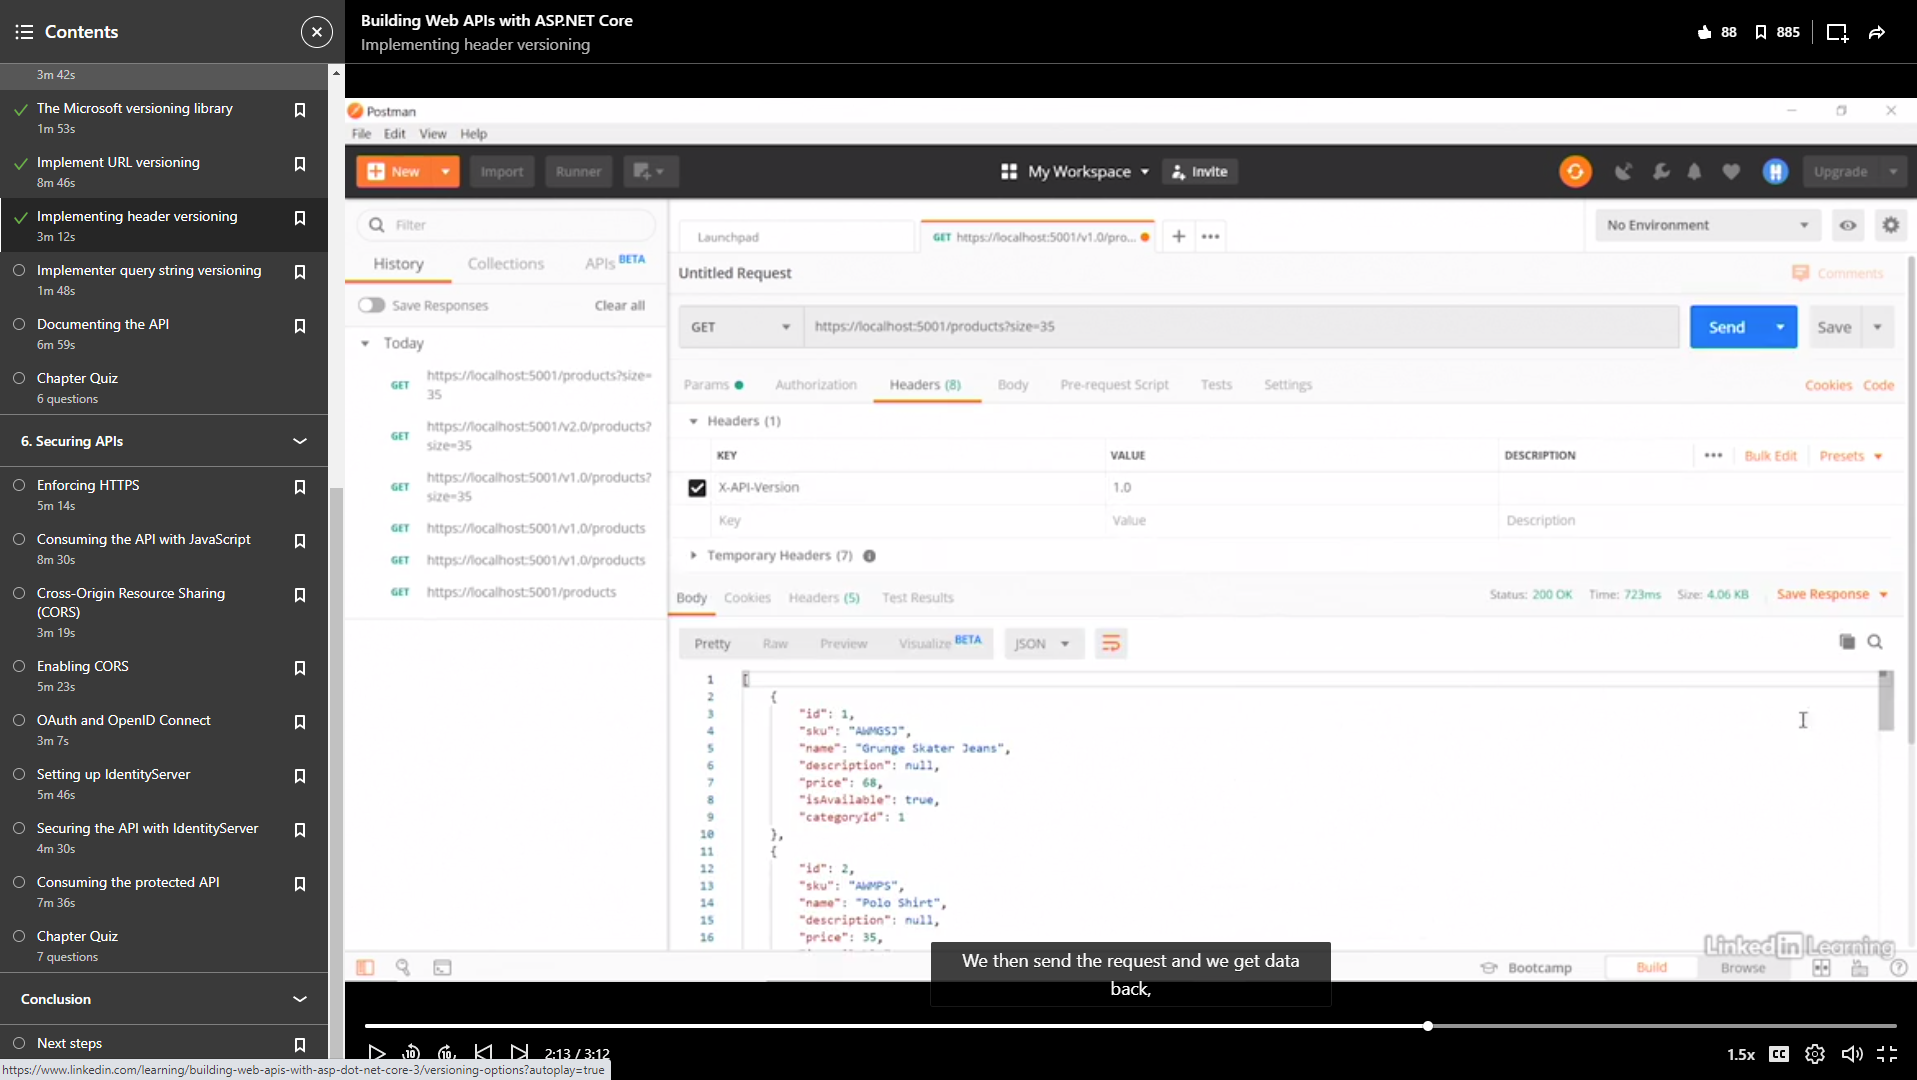 Contents
Building Web APIs with ASP.NET Core
Implementing header versioning
88
885
3m 42s
The Microsoft versioning library
1m 53s
Implement URL versioning
8m 46s
Implementing header versioning
3m 12s
Implementer query string versioning
1m 48s
Documenting the API
6m 59s
Chapter Quiz
6 questions
6. Securing APIs
Enforcing HTTPS
5m 14s
Consuming the API with JavaScript
8m 30s
Cross-Origin Resource Sharing
(CORS)
3m 19s
Enabling CORS
5m 23s
OAuth and OpenID Connect
3m 7s
Setting up IdentityServer
5m 46s
Securing the API with IdentityServer
4m 30s
Consuming the protected API
7m 36s
Chapter Quiz
7 questions
Conclusion
Next steps
https://www.linkedin.com/learning/building-web-apis-with-asp-dot-net-core-3/versioning-options?autoplay=true
Postman
File Edit View Help
New Import Runner My Workspace Invite Upgrade
Filter
History Collections APIs BETA
Save Responses Clear all
Today
GET https://localhost:5001/products?size=
35
GET https://localhost:5001/v2.0/products?
size=35
GET https://localhost:5001/v1.0/products?
size=35
GET https://localhost:5001/v1.0/products
GET https://localhost:5001/v1.0/products
GET https://localhost:5001/products
Launchpad GET https://localhost:5001/v1.0/pro... No Environment
Untitled Request Comments
GET https://localhost:5001/products?size=35 Send Save
Params Authorization Headers (8) Body Pre-request Script Tests Settings Cookies Code
Headers (1)
KEY VALUE DESCRIPTION ••• Bulk Edit Presets
X-API-Version 1.0
Key Value Description
Temporary Headers (7)
Body Cookies Headers (5) Test Results Status: 200 OK Time: 723ms Size: 4.06 KB Save Response
Pretty Raw Preview Visualize BETA JSON
1 [
2 {
3 "id": 1,
4 "sku": "AWMGSJ",
5 "name": "Grunge Skater Jeans",
6 "description": null,
7 "price": 68,
8 "isAvailable": true,
9 "categoryId": 1
10 },
11 {
12 "id": 2,
13 "sku": "AWMPS",
14 "name": "Polo Shirt",
15 "description": null,
16 "price": 35,
Linked in Learning
Bootcamp Build Browse
We then send the request and we get data
back,
10 10 2:13 / 3:12 1.5x CC